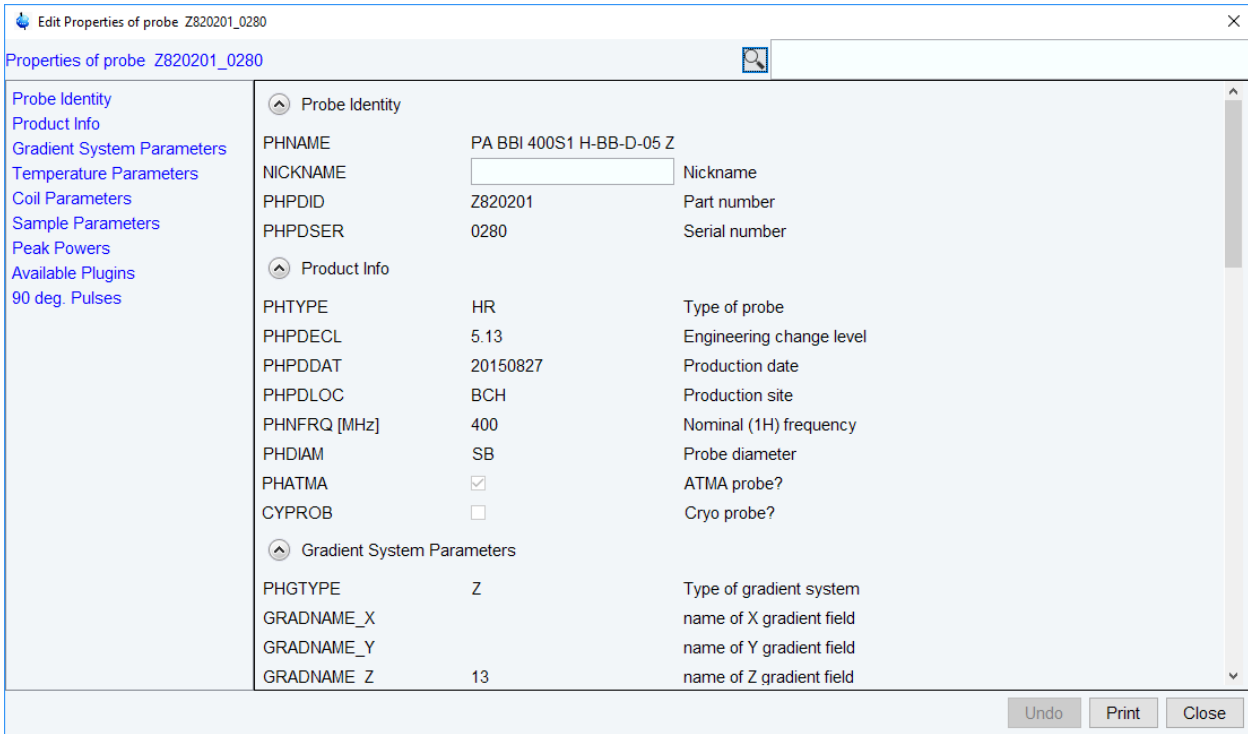 Edit Properties of probe Z820201_0280
Properties of probe Z820201_0280
Probe Identity
Product Info
Gradient System Parameters
Temperature Parameters
Coil Parameters
Sample Parameters
Peak Powers
Available Plugins
90 deg. Pulses
Probe Identity
PHNAME PA BBI 400S1 H-BB-D-05 Z
NICKNAME Nickname
PHPDID Z820201 Part number
PHPDSER 0280 Serial number
Product Info
PHTYPE HR Type of probe
PHPDECL 5.13 Engineering change level
PHPDDAT 20150827 Production date
PHPDLOC BCH Production site
PHNFRQ [MHz] 400 Nominal (1H) frequency
PHDIAM SB Probe diameter
PHATMA ATMA probe?
CYPROB Cryo probe?
Gradient System Parameters
PHGTYPE Z Type of gradient system
GRADNAME_X name of X gradient field
GRADNAME_Y name of Y gradient field
GRADNAME_Z 13 name of Z gradient field
Undo Print Close